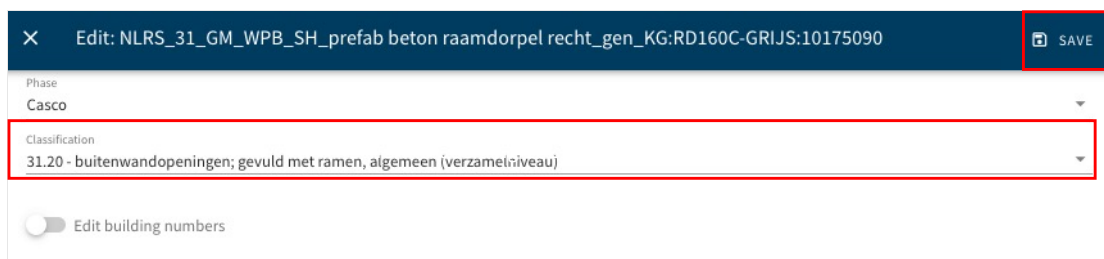 Edit: NLRS_31_GM_WPB_SH_prefab beton raamdorpel recht_gen_KG:RD160C-GRIJS:10175090
SAVE
Phase
Casco
Classification
31.20 - buitenwandopeningen; gevuld met ramen, algemeen (verzamelniveau)
Edit building numbers